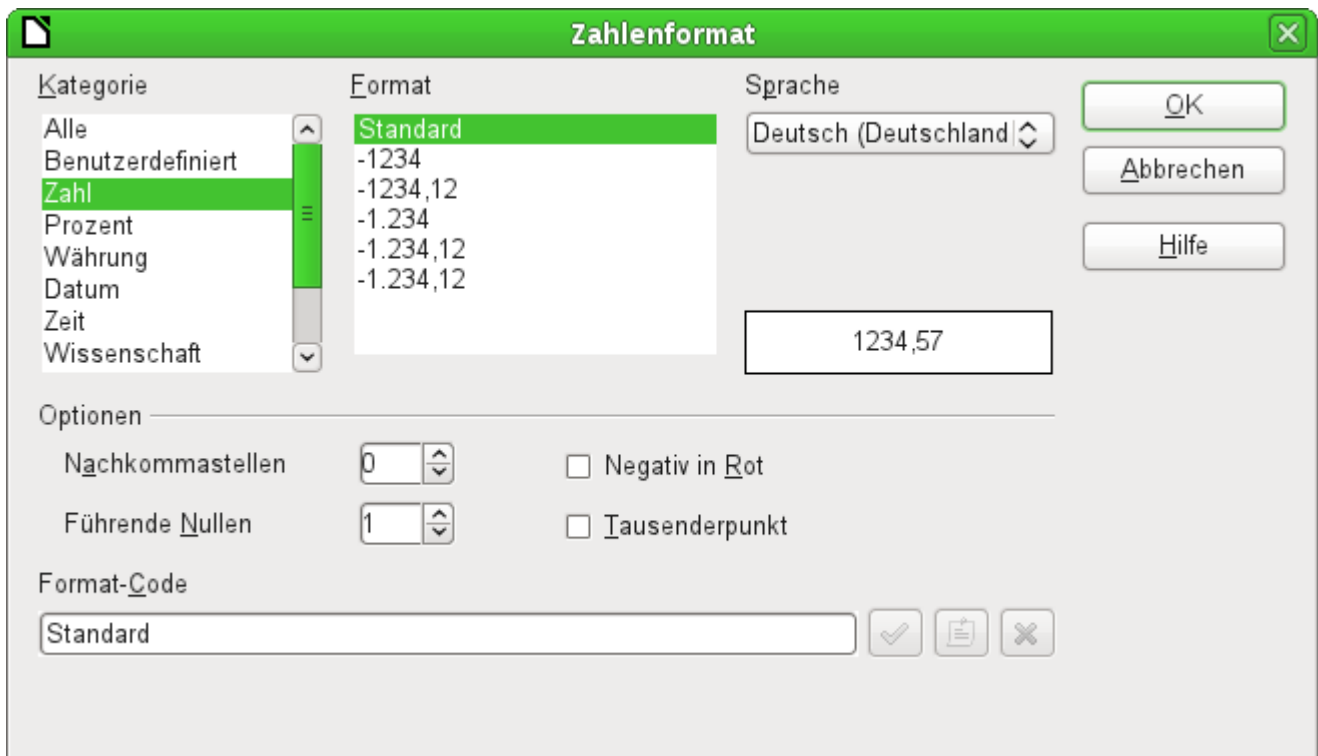 Zahlenformat
Kategorie
Alle
Benutzerdefiniert
Zahl
Prozent
Währung
Datum
Zeit
Wissenschaft
Format
Standard
-1234
-1234,12
-1.234
-1.234,12
-1.234,12
Sprache
Deutsch (Deutschland
1234,57
OK
Abbrechen
Hilfe
Optionen
Nachkommastellen 0
Negativ in Rot
Führende Nullen 1
Tausenderpunkt
Format-Code
Standard